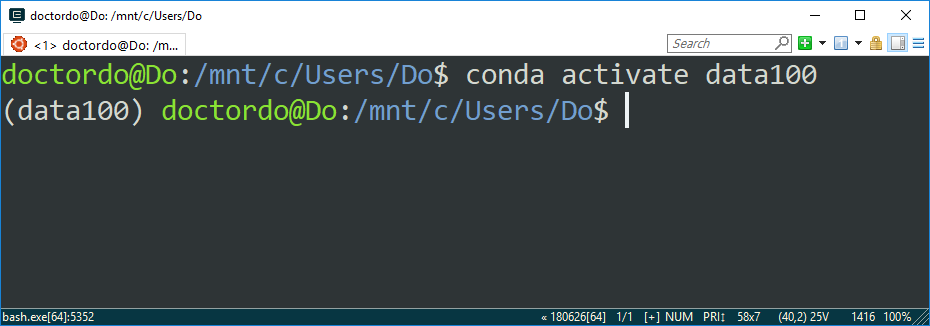 doctordo@Do: /mnt/c/Users/Do
<1> doctordo@Do: /m...
Search
doctordo@Do:/mnt/c/Users/Do$ conda activate data100
(data100) doctordo@Do:/mnt/c/Users/Do$
bash.exe[64]:5352 « 180626[64] 1/1 [+] NUM PRI↕ 58x7 (40,2) 25V 1416 100%